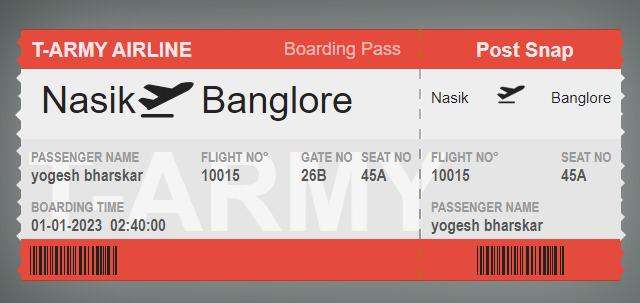 T-ARMY AIRLINE Boarding Pass
Nasik Banglore
PASSENGER NAME FLIGHT NO° GATE NO SEAT NO
yogesh bharskar 10015 26B 45A
BOARDING TIME
01-01-2023 02:40:00
T-ARMY
Post Snap
Nasik Banglore
FLIGHT NO° SEAT NO
10015 45A
PASSENGER NAME
yogesh bharskar